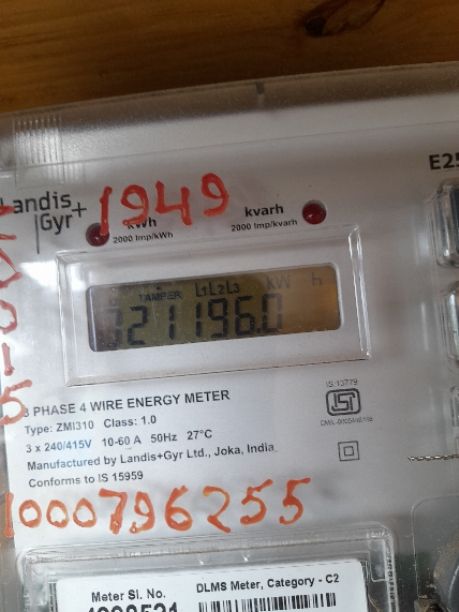 E25
Landis
|Gyr+
1949
kWh
2000 Imp/kWh
kvarh
2000 Imp/kvarh
TAMPER L1L2L3 kW h
3 PHASE 4 WIRE ENERGY METER
Type: ZMI310 Class: 1.0
3 x 240/415V 10-60 A 50Hz 27°C
Manufactured by Landis+Gyr Ltd., Joka, India
Conforms to IS 15959
IS 13779
1000796255
Meter Sl. No.
DLMS Meter, Category - C2